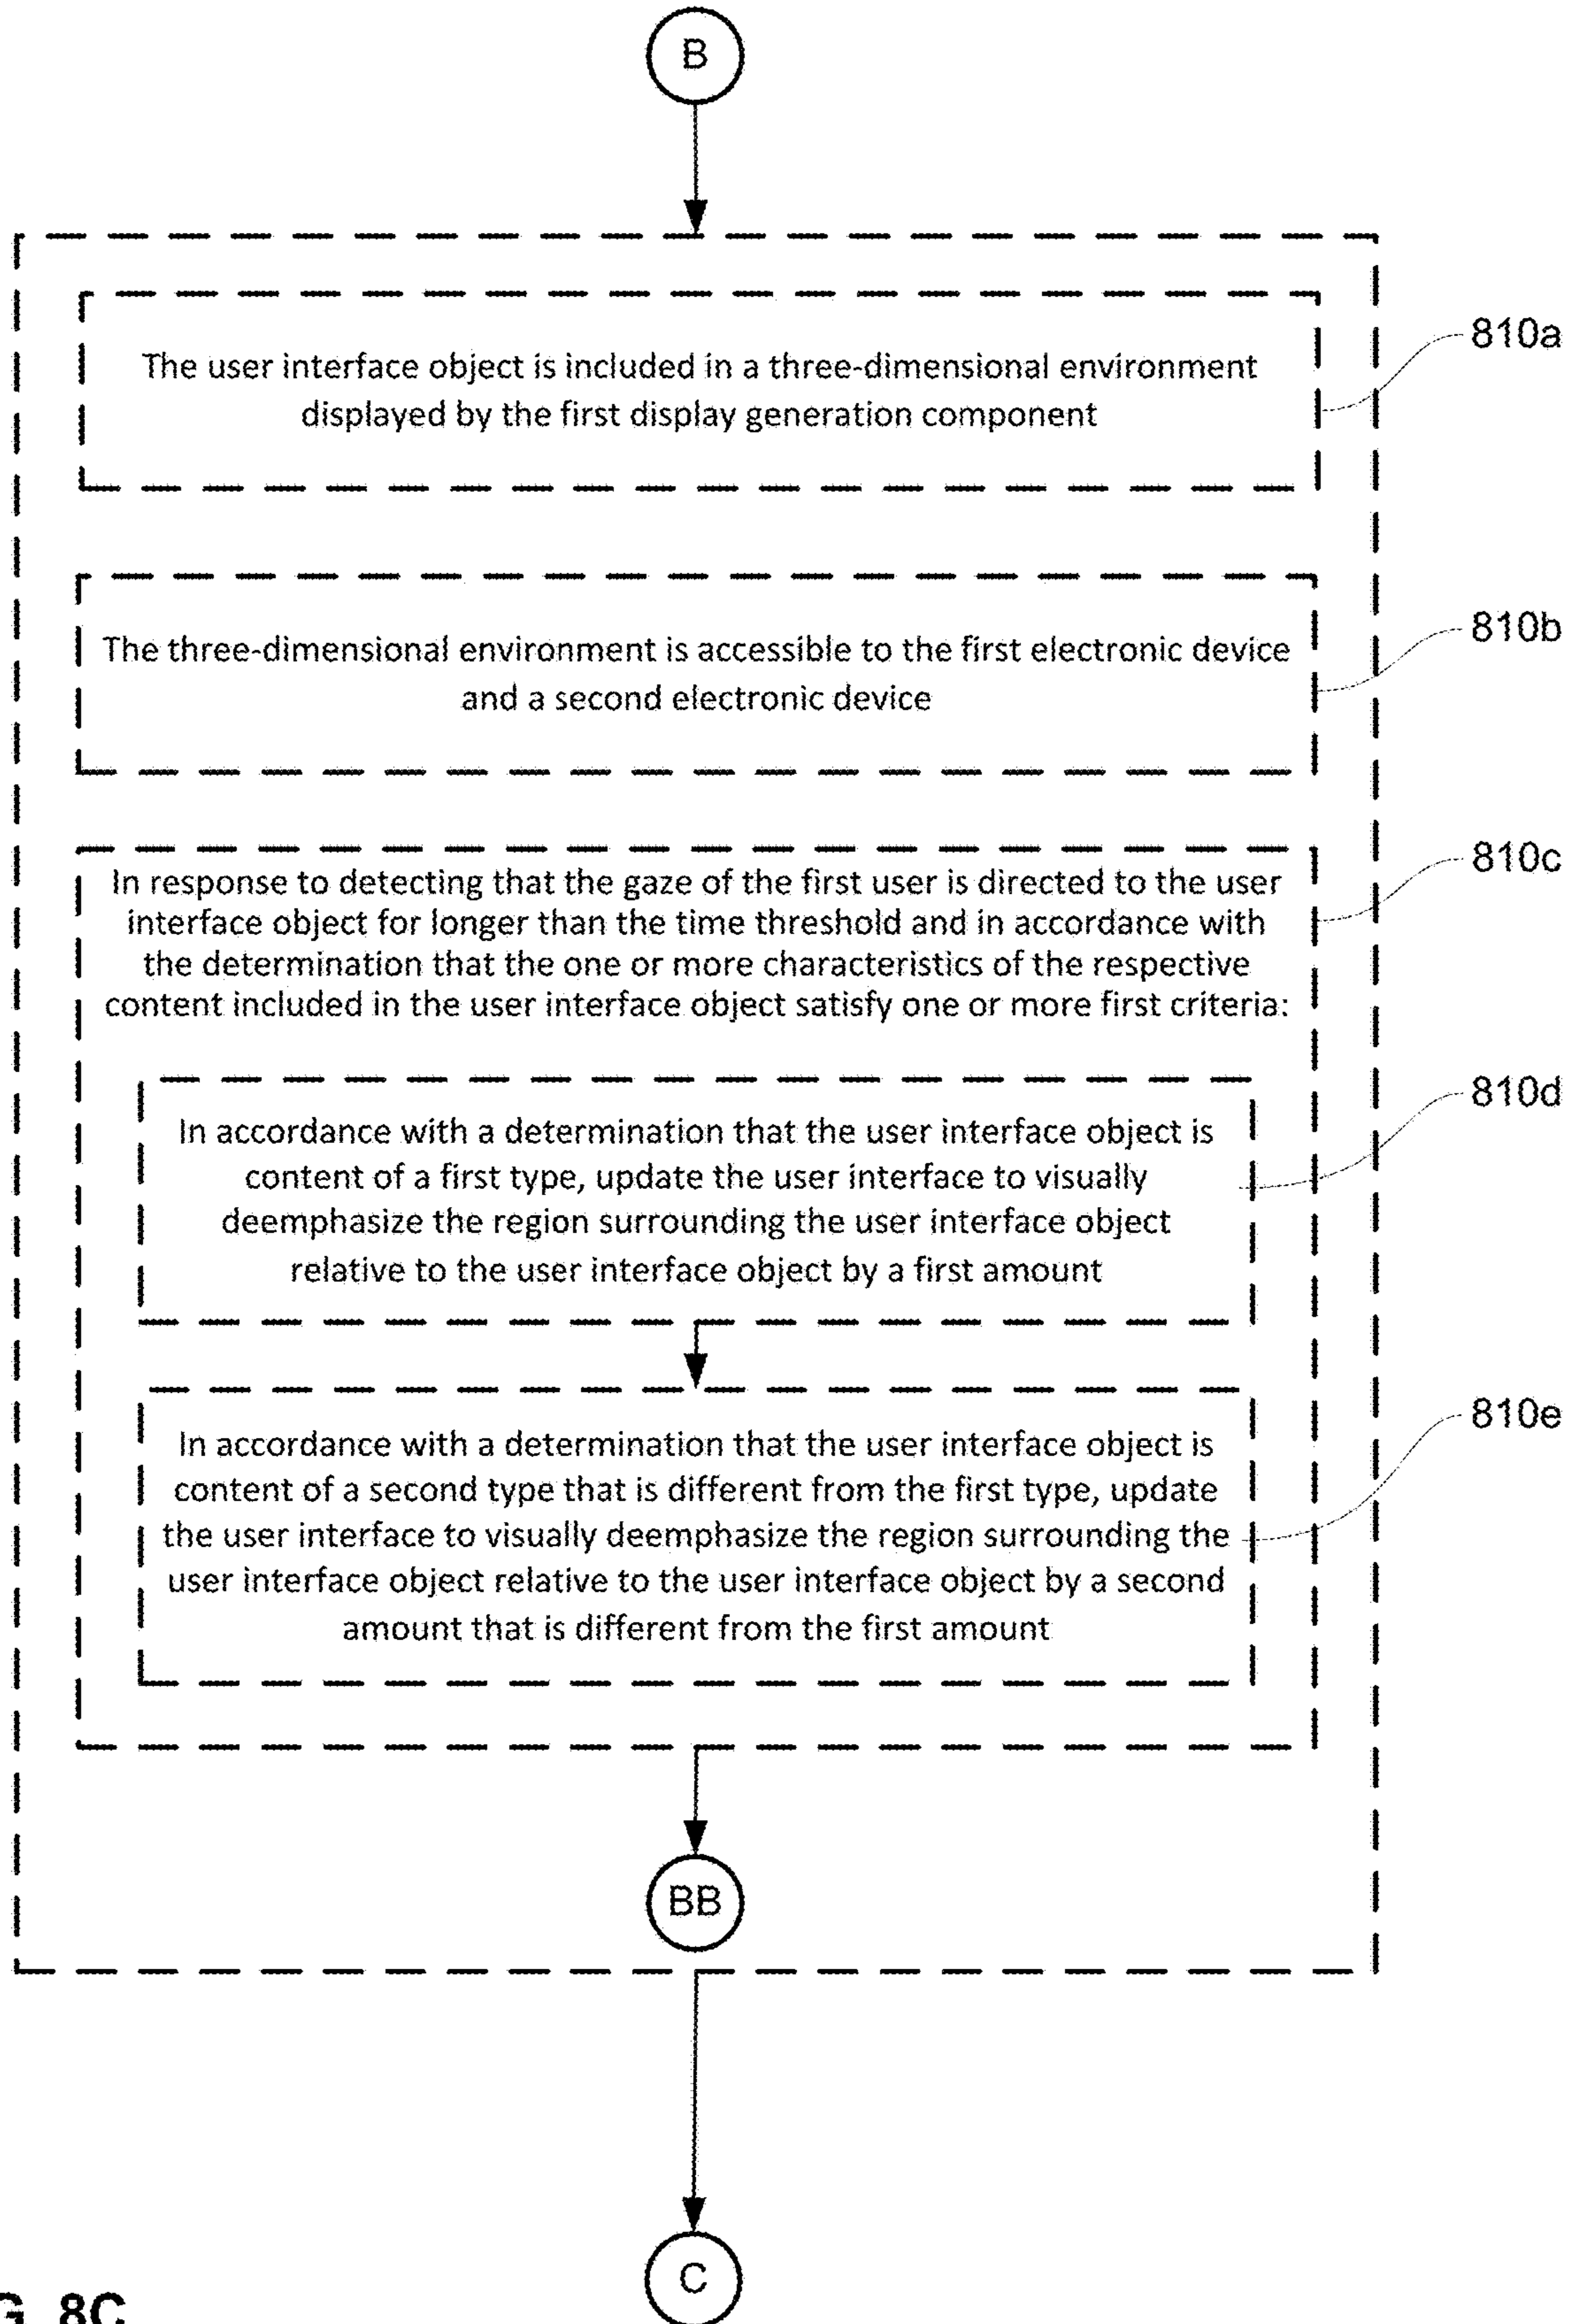 B
The user interface object is included in a three-dimensional environment
displayed by the first display generation component
810a
The three-dimensional environment is accessible to the first electronic device
and a second electronic device
810b
In response to detecting that the gaze of the first user is directed to the user
interface object for longer than the time threshold and in accordance with
the determination that the one or more characteristics of the respective
content included in the user interface object satisfy one or more first criteria:
810c
In accordance with a determination that the user interface object is
content of a first type, update the user interface to visually
deemphasize the region surrounding the user interface object
relative to the user interface object by a first amount
810d
In accordance with a determination that the user interface object is
content of a second type that is different from the first type, update
the user interface to visually deemphasize the region surrounding the
user interface object relative to the user interface object by a second
amount that is different from the first amount
810e
BB
C
8C